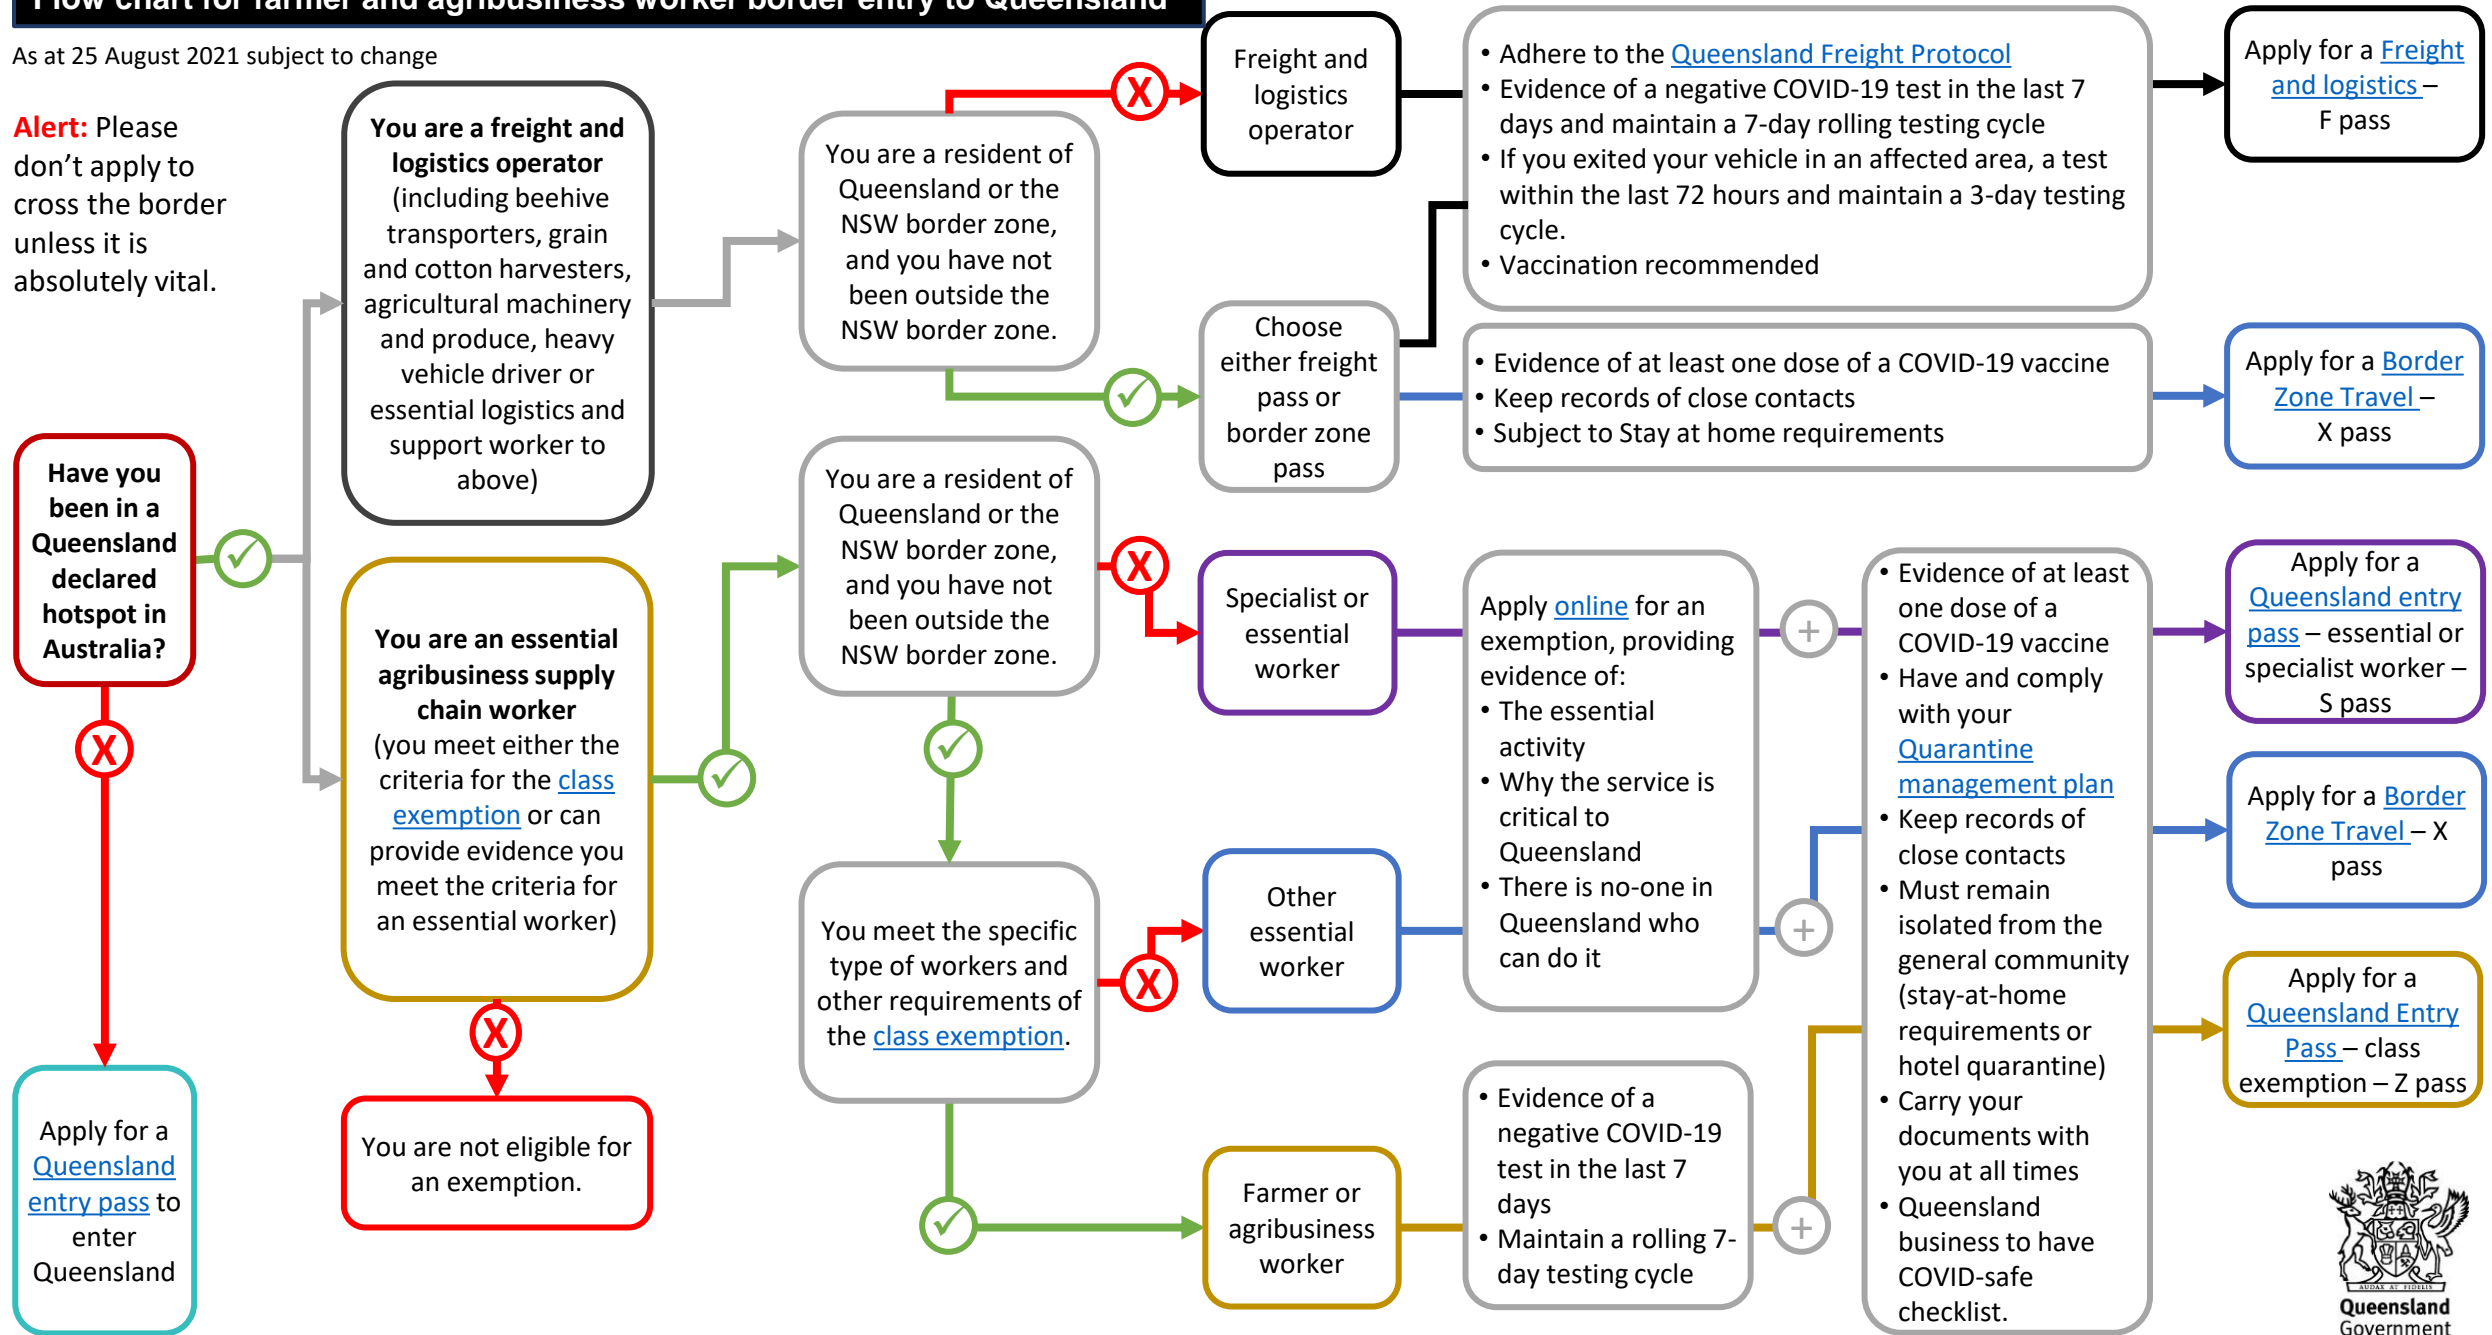 Flow chart for farmer and agribusiness worker border entry to Queensland
As at 25 August 2021 subject to change
Alert: Please
don't apply to
cross the border
unless it is
absolutely vital.
Have you
been in a
Queensland
declared
hotspot in
Australia?
X
Apply for a
Queensland
entry pass to
enter
Queensland
You are a freight and
logistics operator
(including beehive
transporters, grain
and cotton harvesters,
agricultural machinery
and produce, heavy
vehicle driver or
essential logistics and
support worker to
above)
You are an essential
agribusiness supply
chain worker
(you meet either the
criteria for the class
exemption or can
provide evidence you
meet the criteria for
an essential worker)
X
You are not eligible for
an exemption.
You are a resident of
Queensland or the
NSW border zone,
and you have not
been outside the
NSW border zone.
X
You are a resident of
Queensland or the
NSW border zone,
and you have not
been outside the
NSW border zone.
X
You meet the specific
type of workers and
other requirements of
the class exemption.
X
Freight and
logistics
operator
Choose
either freight
pass or
border zone
pass
Specialist or
essential
worker
Other
essential
worker
Farmer or
agribusiness
worker
• Adhere to the Queensland Freight Protocol
• Evidence of a negative COVID-19 test in the last 7
days and maintain a 7-day rolling testing cycle
• If you exited your vehicle in an affected area, a test
within the last 72 hours and maintain a 3-day testing
cycle.
• Vaccination recommended
• Evidence of at least one dose of a COVID-19 vaccine
• Keep records of close contacts
• Subject to Stay at home requirements
Apply online for an
exemption, providing
evidence of:
• The essential
activity
• Why the service is
critical to
Queensland
• There is no-one in
Queensland who
can do it
• Evidence of a
negative COVID-19
test in the last 7
days
• Maintain a rolling 7-
day testing cycle
+
+
+
• Evidence of at least
one dose of a
COVID-19 vaccine
• Have and comply
with your
Quarantine
management plan
• Keep records of
close contacts
• Must remain
isolated from the
general community
(stay-at-home
requirements or
hotel quarantine)
• Carry your
documents with
you at all times
• Queensland
business to have
COVID-safe
checklist.
Apply for a Freight
and logistics –
F pass
Apply for a Border
Zone Travel –
X pass
Apply for a
Queensland entry
pass – essential or
specialist worker –
S pass
Apply for a Border
Zone Travel – X
pass
Apply for a
Queensland Entry
Pass – class
exemption – Z pass
AUDAX AT FIDELIS
Queensland
Government